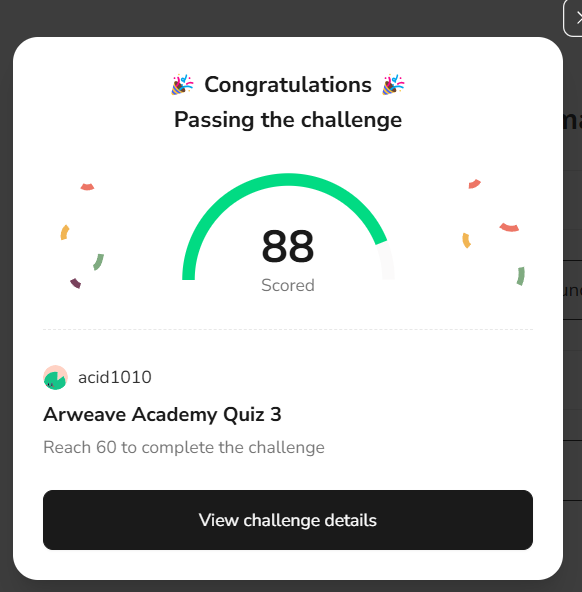 🎉 Congratulations 🎉
Passing the challenge
88
Scored
acid1010
Arweave Academy Quiz 3
Reach 60 to complete the challenge
View challenge details